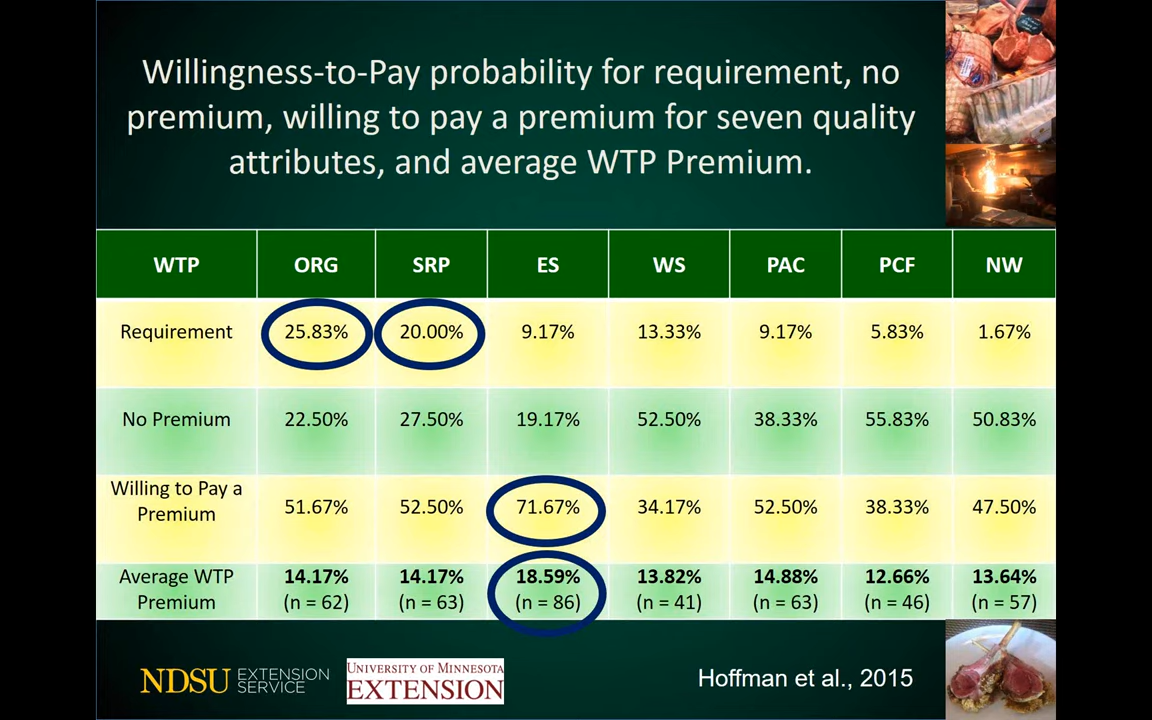 Willingness-to-Pay probability for requirement, no
premium, willing to pay a premium for seven quality
attributes, and average WTP Premium.
WTP ORG SRP ES WS PAC PCF NW
Requirement 25.83% 20.00% 9.17% 13.33% 9.17% 5.83% 1.67%
No Premium 22.50% 27.50% 19.17% 52.50% 38.33% 55.83% 50.83%
Willing to Pay a
Premium 51.67% 52.50% 71.67% 34.17% 52.50% 38.33% 47.50%
Average WTP 14.17% 14.17% 18.59% 13.82% 14.88% 12.66% 13.64%
Premium (n = 62) (n = 63) (n = 86) (n = 41) (n = 63) (n = 46) (n = 57)
NDSU EXTENSION
SERVICE
UNIVERSITY OF MINNESOTA
EXTENSION
Hoffman et al., 2015